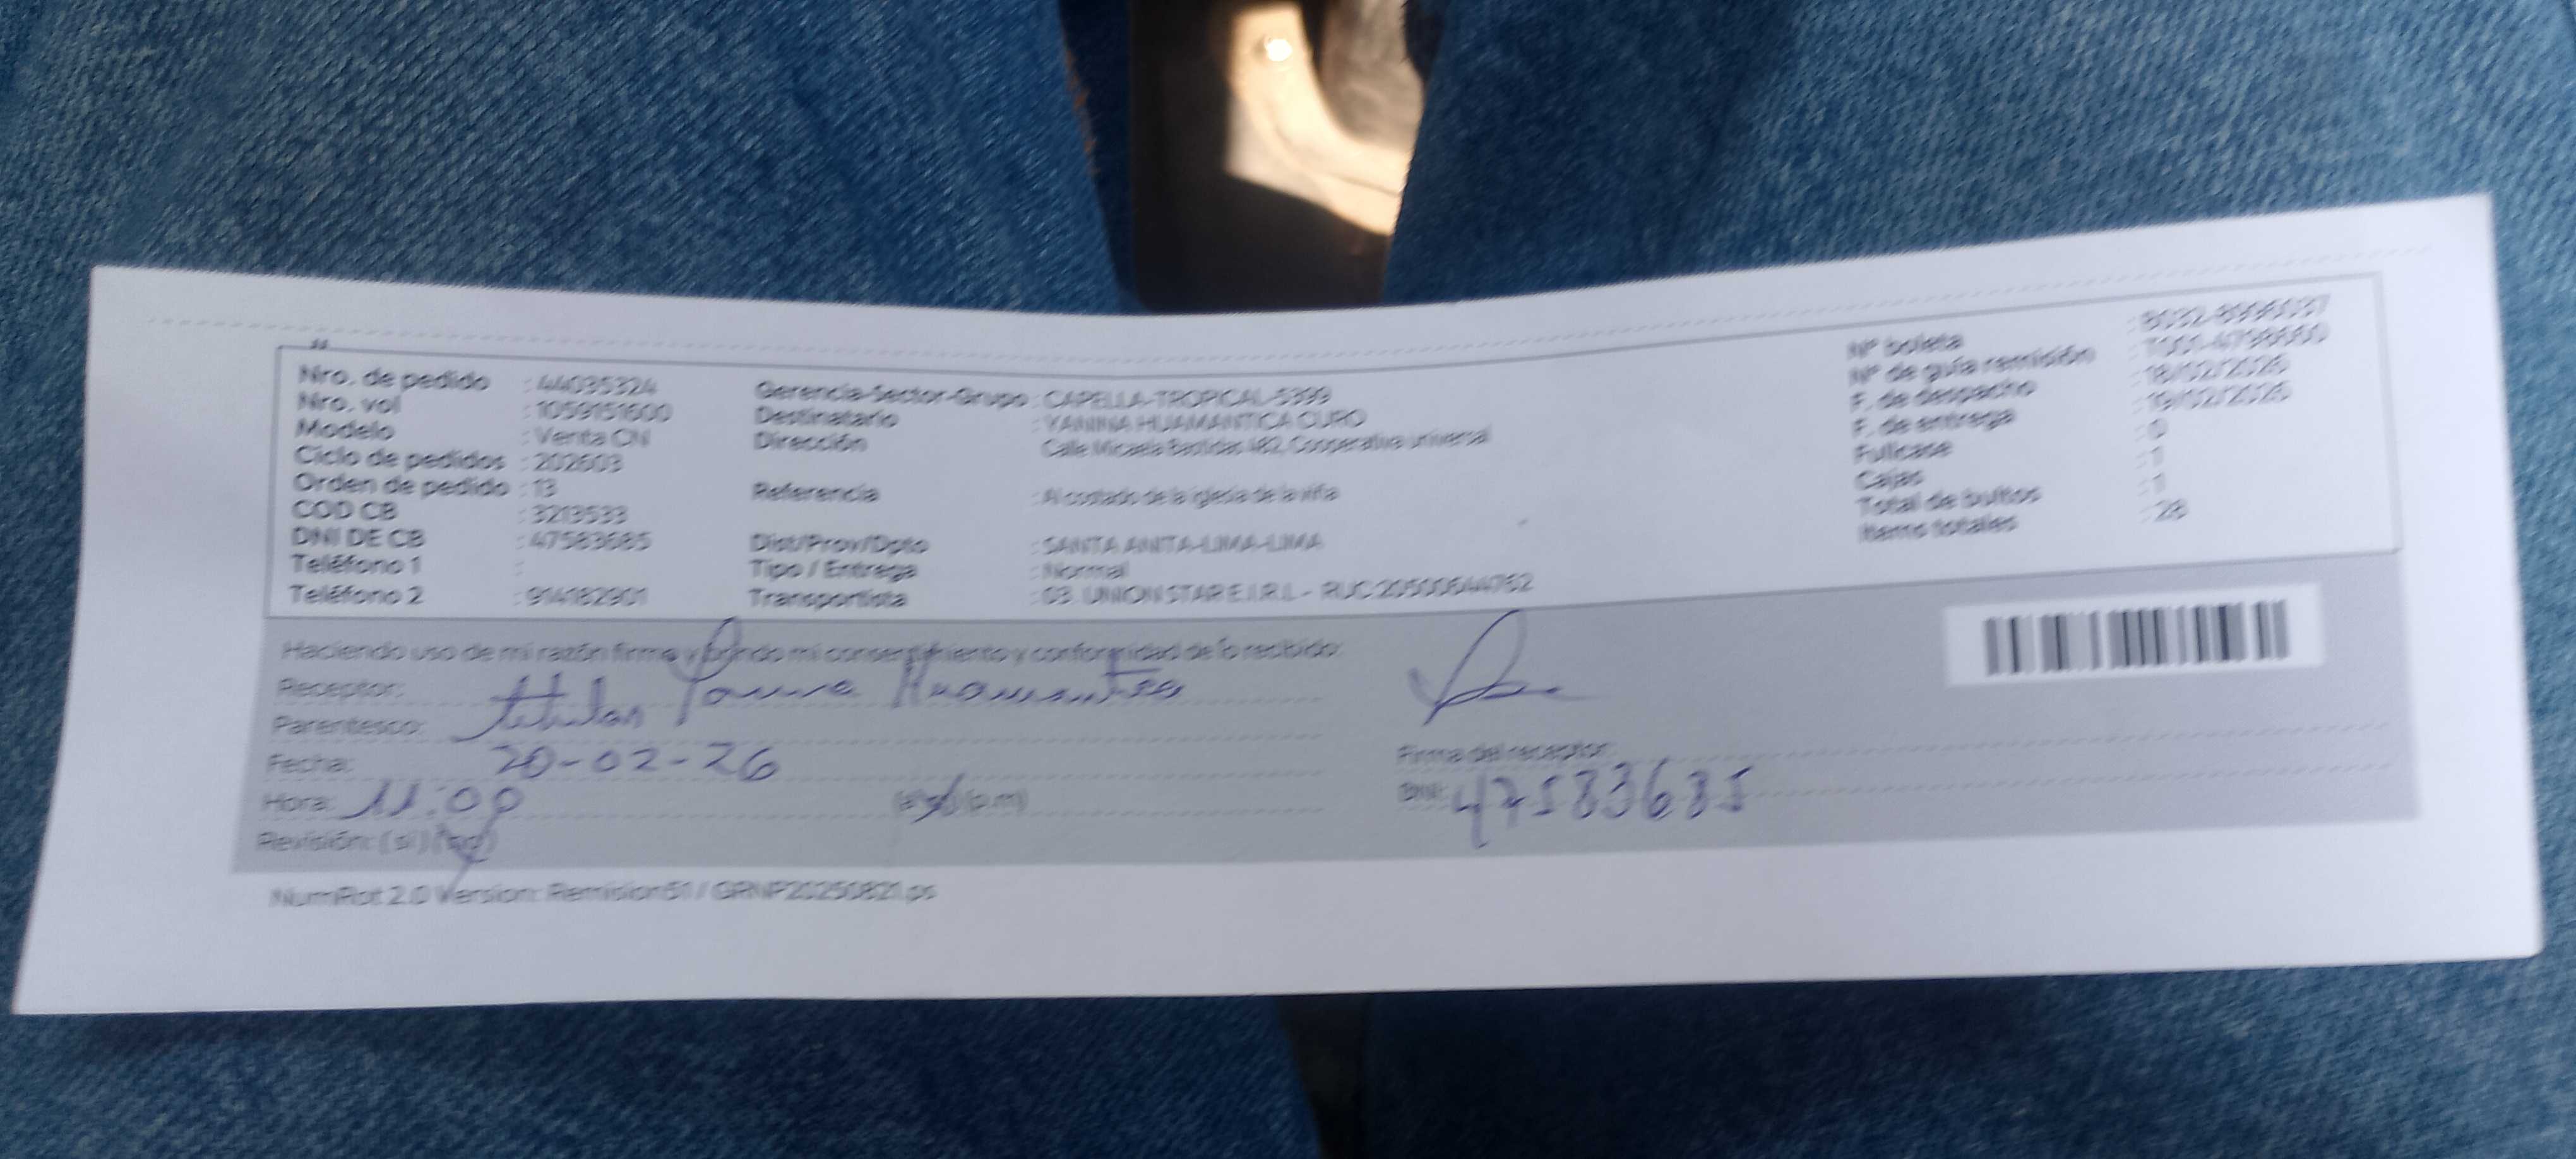 Nro. de pedido : 44035324
Nro. vol : 1059151600
Modelo : Venta CN
Ciclo de pedidos : 202603
Orden de pedido : 13
COD CB : 3213533
DNI DE CB : 47583685
Teléfono 1 :
Teléfono 2 : 914182901
Gerencia-Sector-Grupo : CAPELLA-TROPICAL-5399
Destinatario : YANINA HUAMANTICA CURO
Dirección : Calle Micaela Bastidas 482, Cooperativa universal
Referencia : Al costado de la iglesia de la viña
Dist/Prov/Dpto : SANTA ANITA-LIMA-LIMA
Tipo / Entrega : Normal
Transportista : 03. UNION STAR E.I.R.L - RUC:
Nº boleta
Nº de guía remisión
F. de despacho : 18/02/2026
F. de entrega : 19/02/2026
Fullcase : 0
Cajas : 1
Total de bultos : 1
Items totales : 28
Haciendo uso de mi razón firmo y brindo mi consentimiento y conformidad de lo recibido:
Receptor: Huamantica
Parentesco: titular
Fecha: 20-02-26
Hora: 11:00 (a.m) (p.m)
Revisión: (si) (no)
Firma del receptor
DNI: 47583685
NumRot 2.0 Version: Remision51 / GRNP20250821.ps